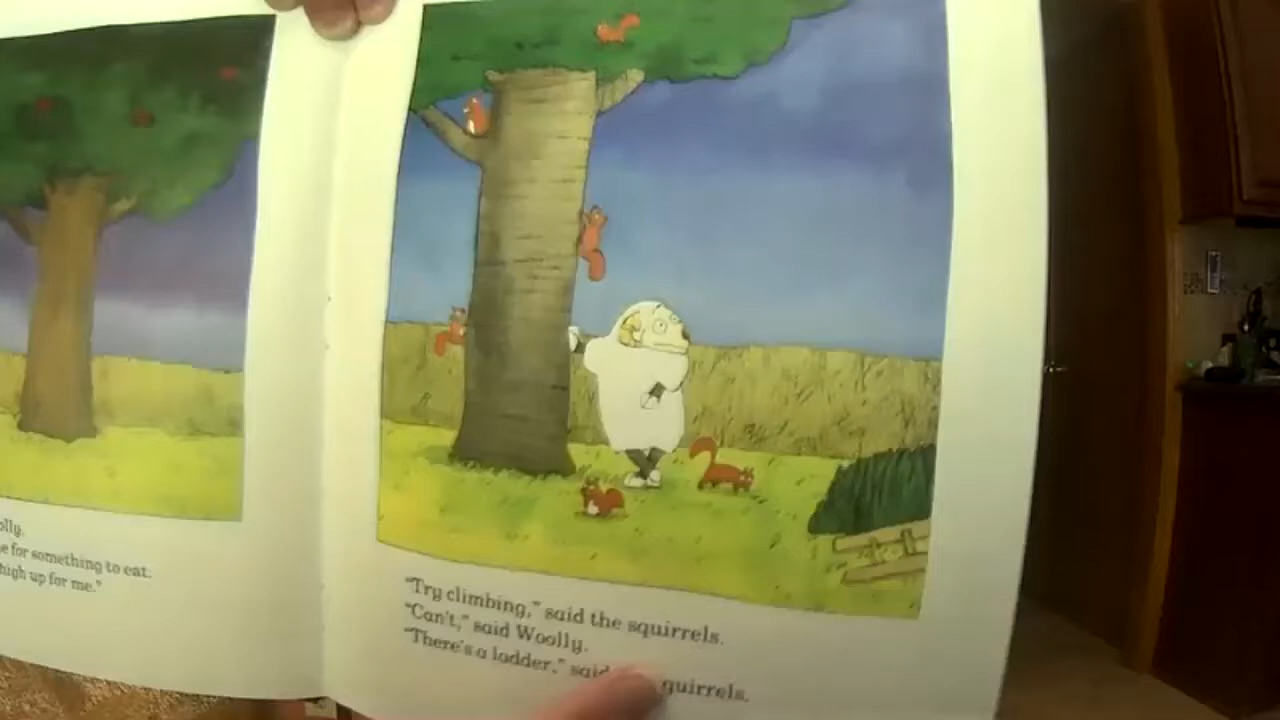 olly.
e for something to eat.
high up for me."
"Try climbing," said the squirrels.
"Can't," said Woolly.
"There's a ladder," said quirrels.